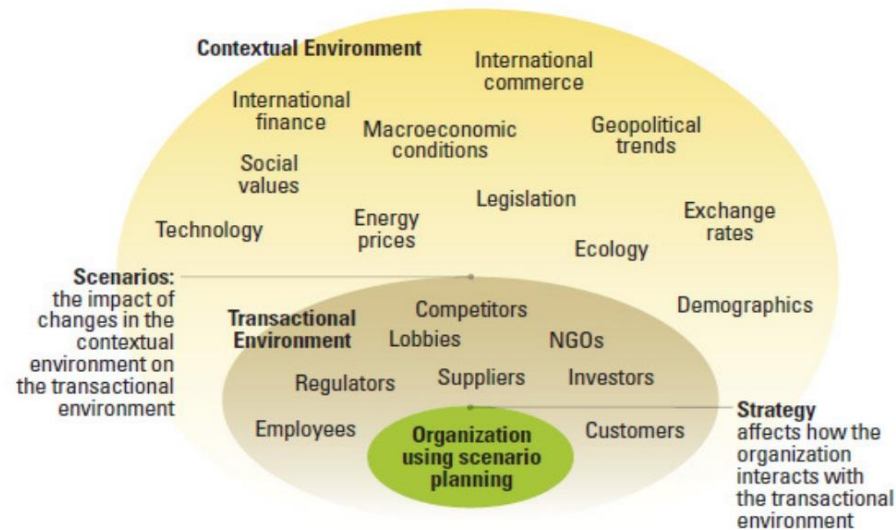 Contextual Environment
International
commerce
International
finance
Macroeconomic
conditions
Geopolitical
trends
Social
values
Legislation
Technology
Energy
prices
Exchange
rates
Ecology
Scenarios:
the impact of
changes in the
contextual
environment on
the transactional
environment
Demographics
Transactional
Environment
Competitors
Lobbies
NGOs
Regulators
Suppliers
Investors
Employees
Customers
Organization
using scenario
planning
Strategy
affects how the
organization
interacts with
the transactional
environment